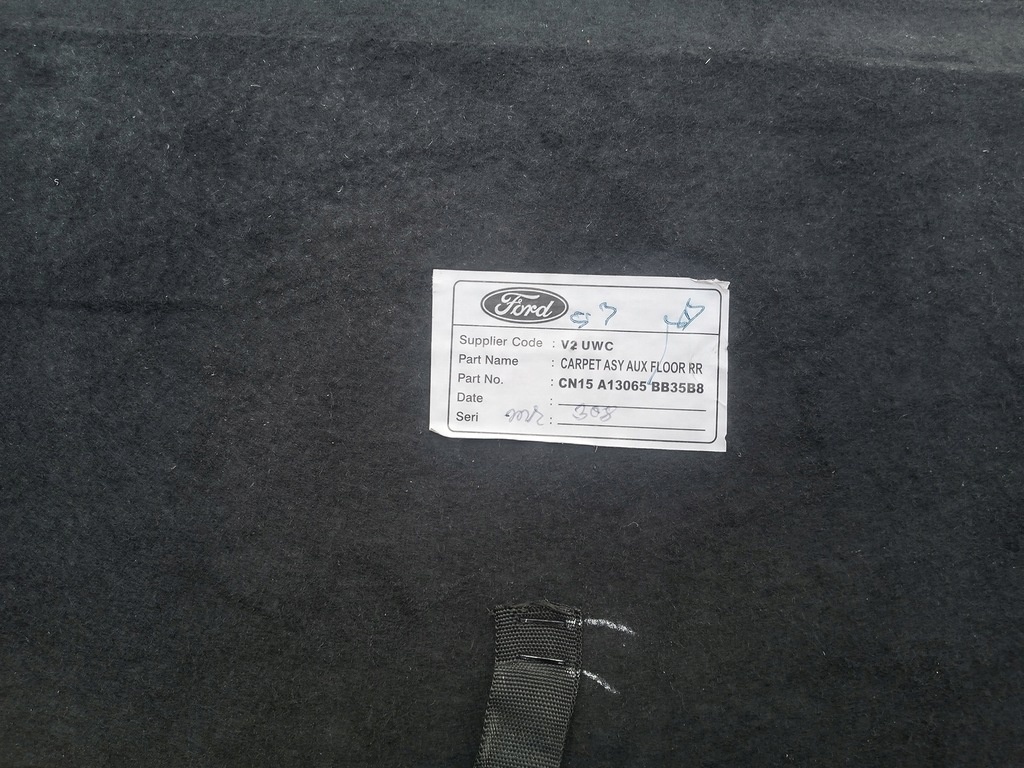 Ford
Supplier Code : V2 UWC
Part Name : CARPET ASY AUX FLOOR RR
Part No. : CN15 A13065 BB35B8
Date :
Seri : 308